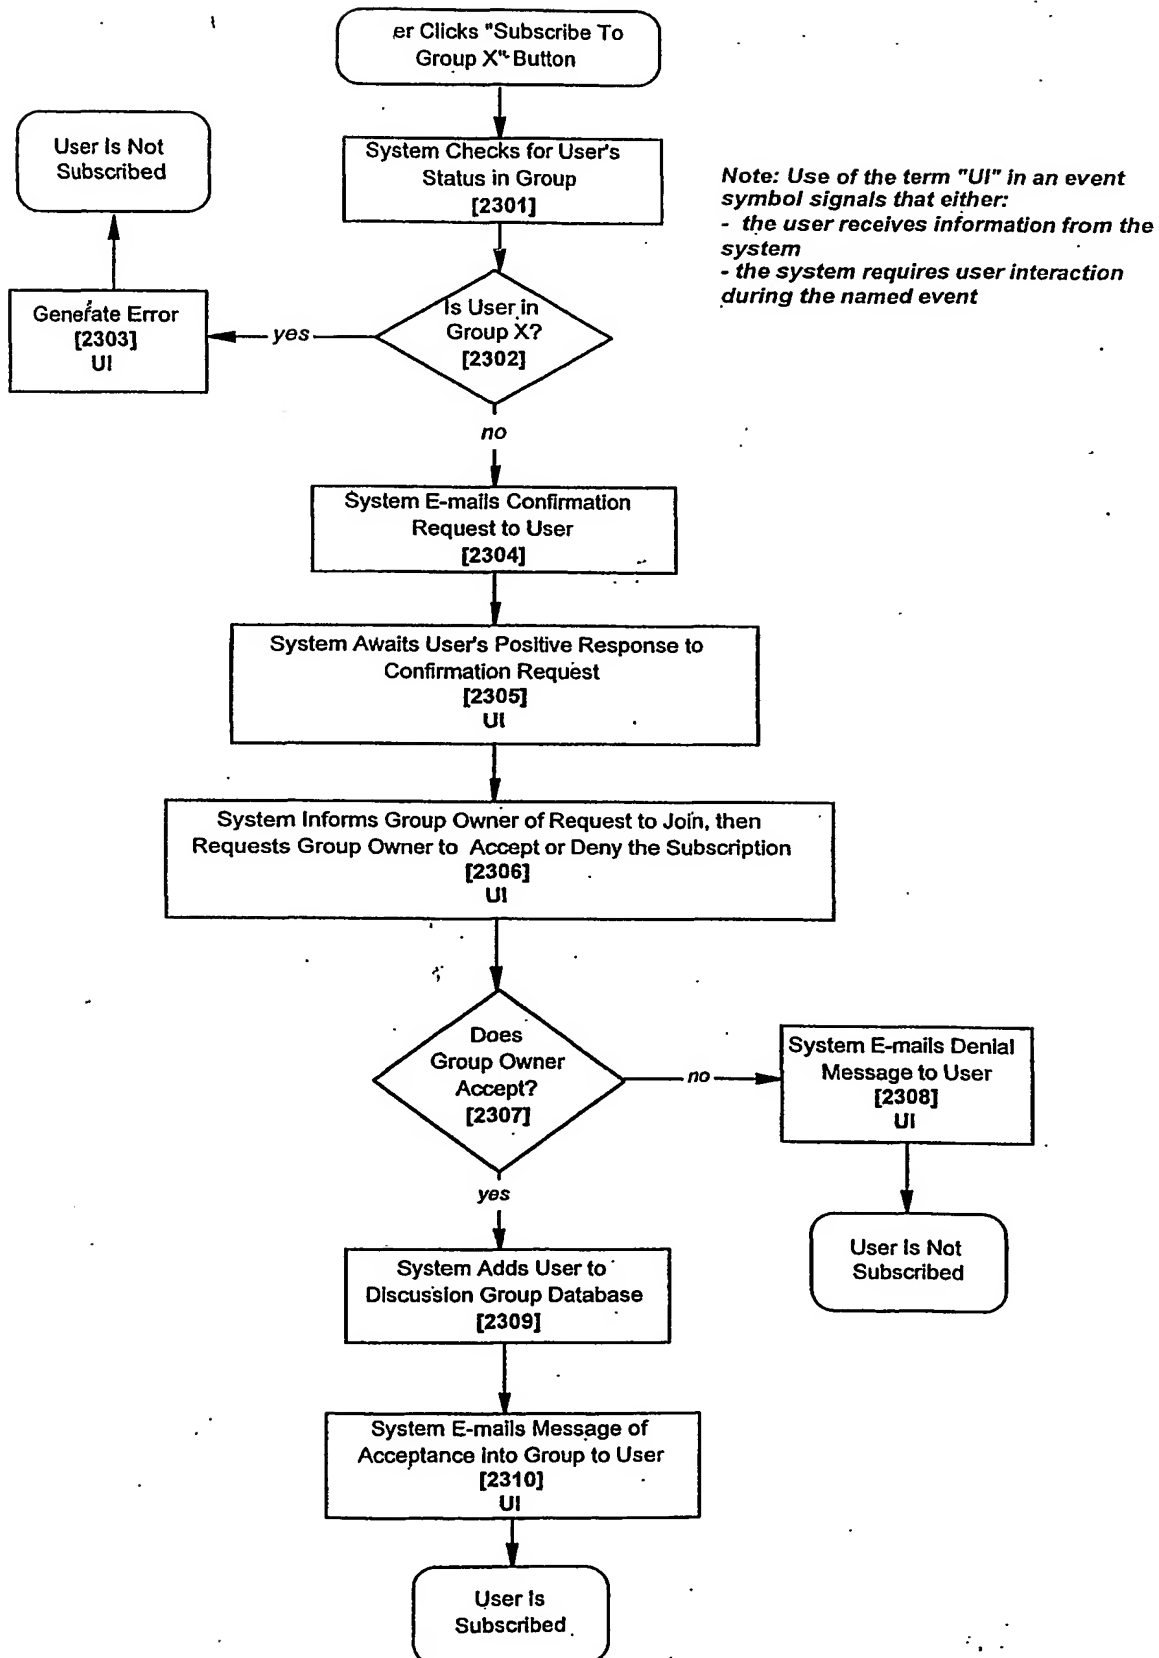 er Clicks "Subscribe To
Group X" Button
User Is Not
Subscribed
System Checks for User's
Status in Group
[2301]
Note: Use of the term "UI" in an event
symbol signals that either:
- the user receives information from the
system
- the system requires user interaction
during the named event
Generate Error
[2303]
UI
yes
Is User in
Group X?
[2302]
no
System E-mails Confirmation
Request to User
[2304]
System Awaits User's Positive Response to
Confirmation Request
[2305]
UI
System Informs Group Owner of Request to Join, then
Requests Group Owner to Accept or Deny the Subscription
[2306]
UI
Does
Group Owner
Accept?
[2307]
no
System E-mails Denial
Message to User
[2308]
UI
yes
User Is Not
Subscribed
System Adds User to
Discussion Group Database
[2309]
System E-mails Message of
Acceptance into Group to User
[2310]
UI
User Is
Subscribed